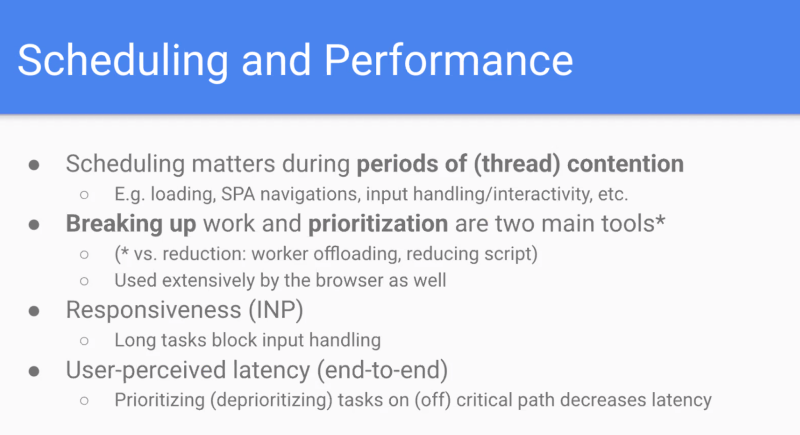 Scheduling and Performance
● Scheduling matters during periods of (thread) contention
○ E.g. loading, SPA navigations, input handling/interactivity, etc.
● Breaking up work and prioritization are two main tools*
○ (* vs. reduction: worker offloading, reducing script)
○ Used extensively by the browser as well
● Responsiveness (INP)
○ Long tasks block input handling
● User-perceived latency (end-to-end)
○ Prioritizing (deprioritizing) tasks on (off) critical path decreases latency